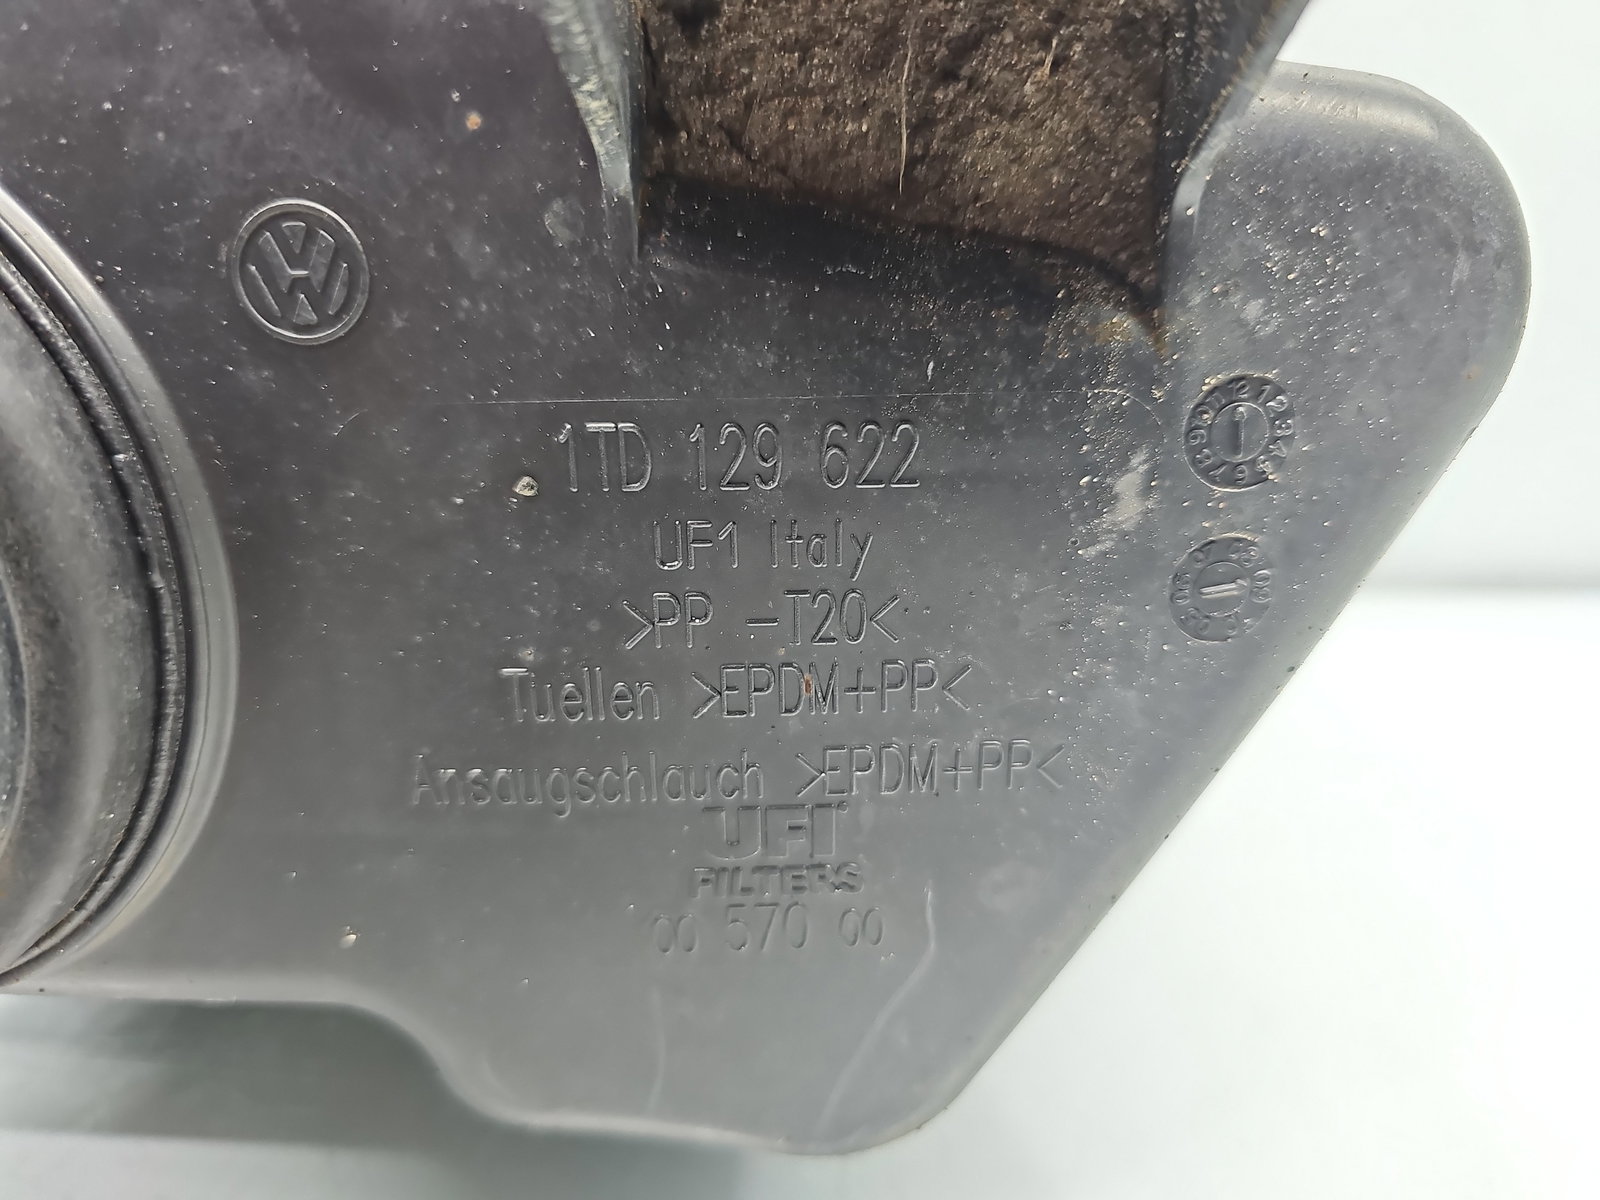 1TD 129 622
UF1 Italy
>PP -T20<
Tuellen >EPDM+PP<
Ansaugschlauch >EPDM+PP<
UFI
FILTERS
00 570 00